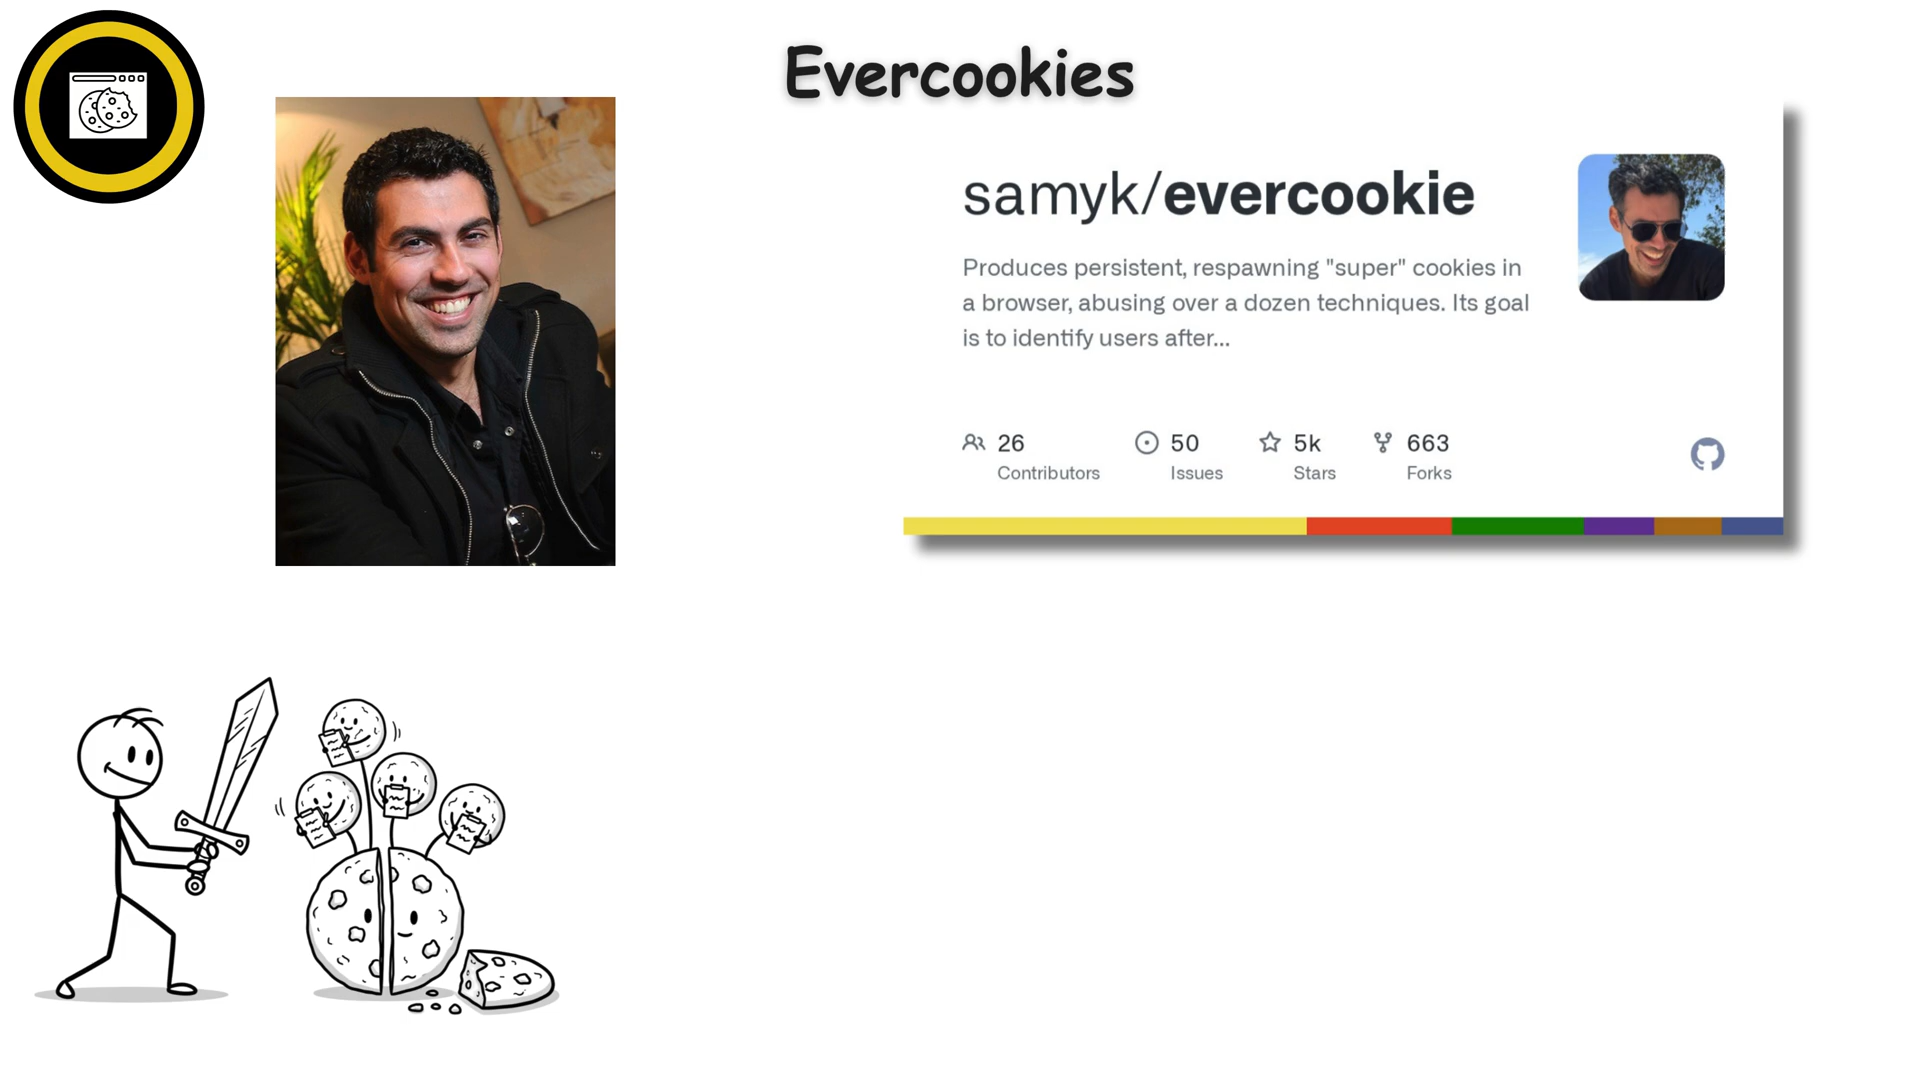 Evercookies
samyk/evercookie
Produces persistent, respawning "super" cookies in
a browser, abusing over a dozen techniques. Its goal
is to identify users after...
26
Contributors
50
Issues
5k
Stars
663
Forks